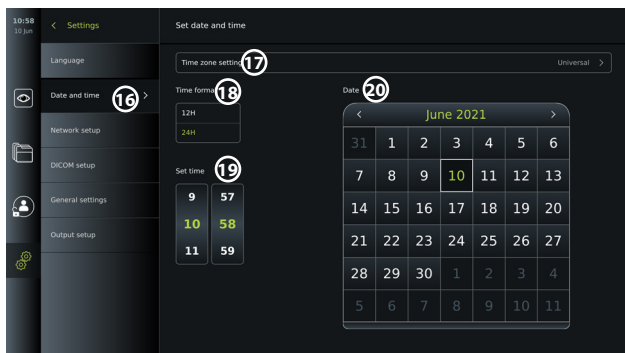 10:58
10 Jun
Settings
Set date and time
Language
Date and time
16
Network setup
DICOM setup
General settings
Output setup
Time zone setting
17
Universal
Time forma
18
12H
24H
Set time
19
9 57
10 58
11 59
Date
20
June 2021
31 1 2 3 4 5 6
7 8 9 10 11 12 13
14 15 16 17 18 19 20
21 22 23 24 25 26 27
28 29 30 1 2 3 4
5 6 7 8 9 10 11